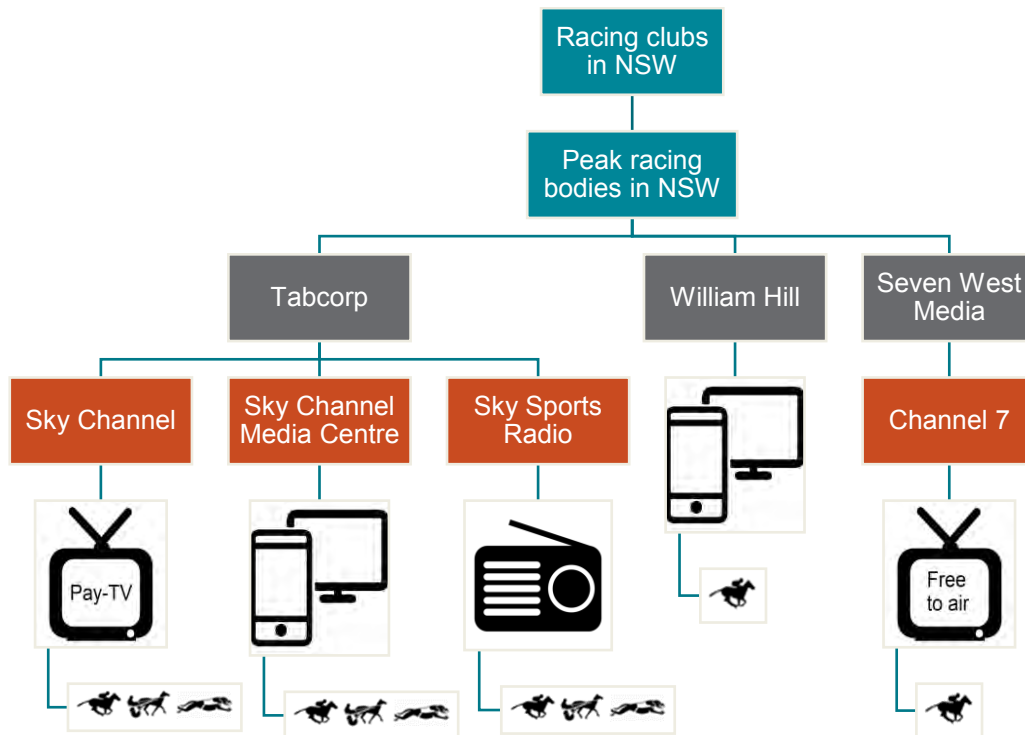 Racing clubs
in NSW
Peak racing
bodies in NSW
Tabcorp
William Hill
Seven West
Media
Sky Channel
Sky Channel
Media Centre
Sky Sports
Radio
Channel 7
Pay-TV
Free
to air